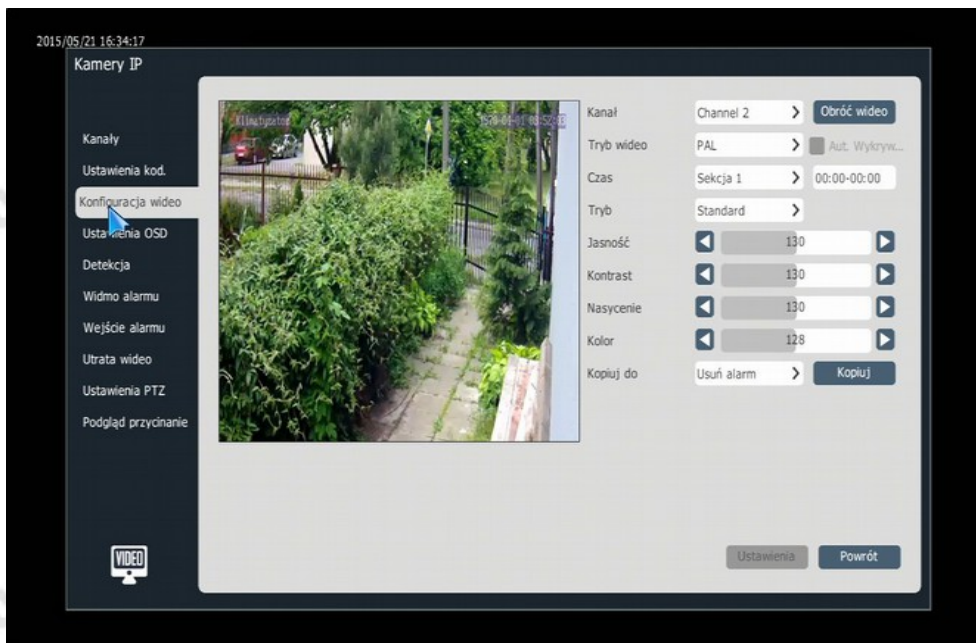 2015/05/21 16:34:17
Kamery IP
Kanały
Ustawienia kod.
Konfiguracja wideo
Ustawienia OSD
Detekcja
Widmo alarmu
Wejście alarmu
Utrata wideo
Ustawienia PTZ
Podgląd przycinanie
VIDEO
Klimatyzator
Kanał Channel 2 Obróć wideo
Tryb wideo PAL Aut. Wykryw...
Czas Sekcja 1 00:00-00:00
Tryb Standard
Jasność 130
Kontrast 130
Nasycenie 130
Kolor 128
Kopiuj do Usuń alarm Kopiuj
Ustawienia Powrót